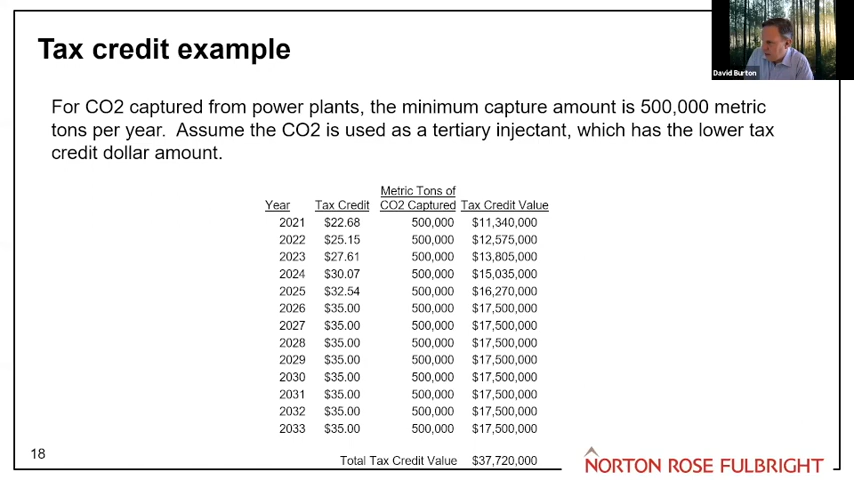 Tax credit example
David Burton
For CO2 captured from power plants, the minimum capture amount is 500,000 metric
tons per year. Assume the CO2 is used as a tertiary injectant, which has the lower tax
credit dollar amount.
Metric Tons of
Year Tax Credit CO2 Captured Tax Credit Value
2021 $22.68 500,000 $11,340,000
2022 $25.15 500,000 $12,575,000
2023 $27.61 500,000 $13,805,000
2024 $30.07 500,000 $15,035,000
2025 $32.54 500,000 $16,270,000
2026 $35.00 500,000 $17,500,000
2027 $35.00 500,000 $17,500,000
2028 $35.00 500,000 $17,500,000
2029 $35.00 500,000 $17,500,000
2030 $35.00 500,000 $17,500,000
2031 $35.00 500,000 $17,500,000
2032 $35.00 500,000 $17,500,000
2033 $35.00 500,000 $17,500,000
Total Tax Credit Value $37,720,000
18
NORTON ROSE FULBRIGHT